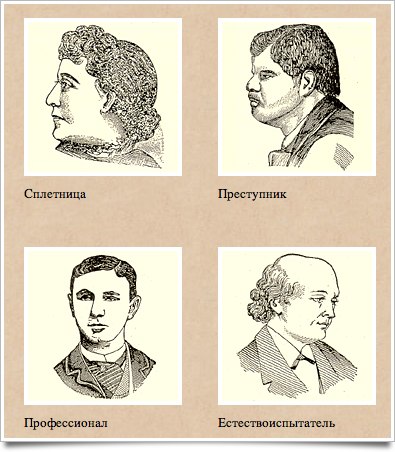 Сплетница
Преступник
Профессионал
Естествоиспытатель